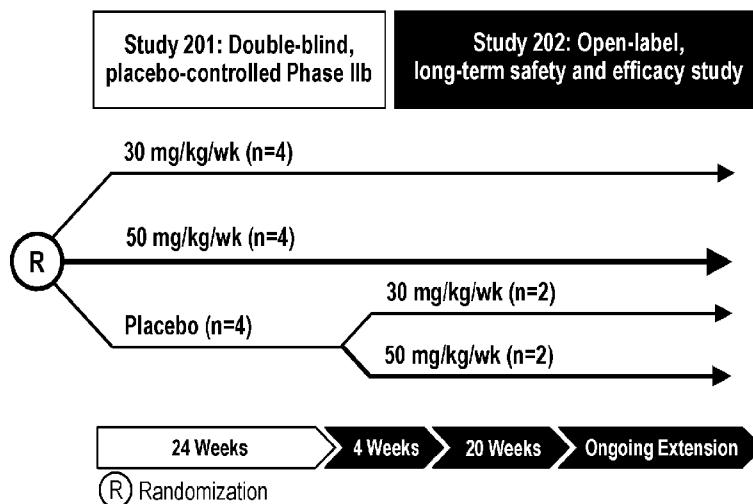 Study 201: Double-blind,
placebo-controlled Phase IIb
Study 202: Open-label,
long-term safety and efficacy study
30 mg/kg/wk (n=4)
50 mg/kg/wk (n=4)
R
30 mg/kg/wk (n=2)
Placebo (n=4)
50 mg/kg/wk (n=2)
24 Weeks
4 Weeks
20 Weeks
Ongoing Extension
R Randomization